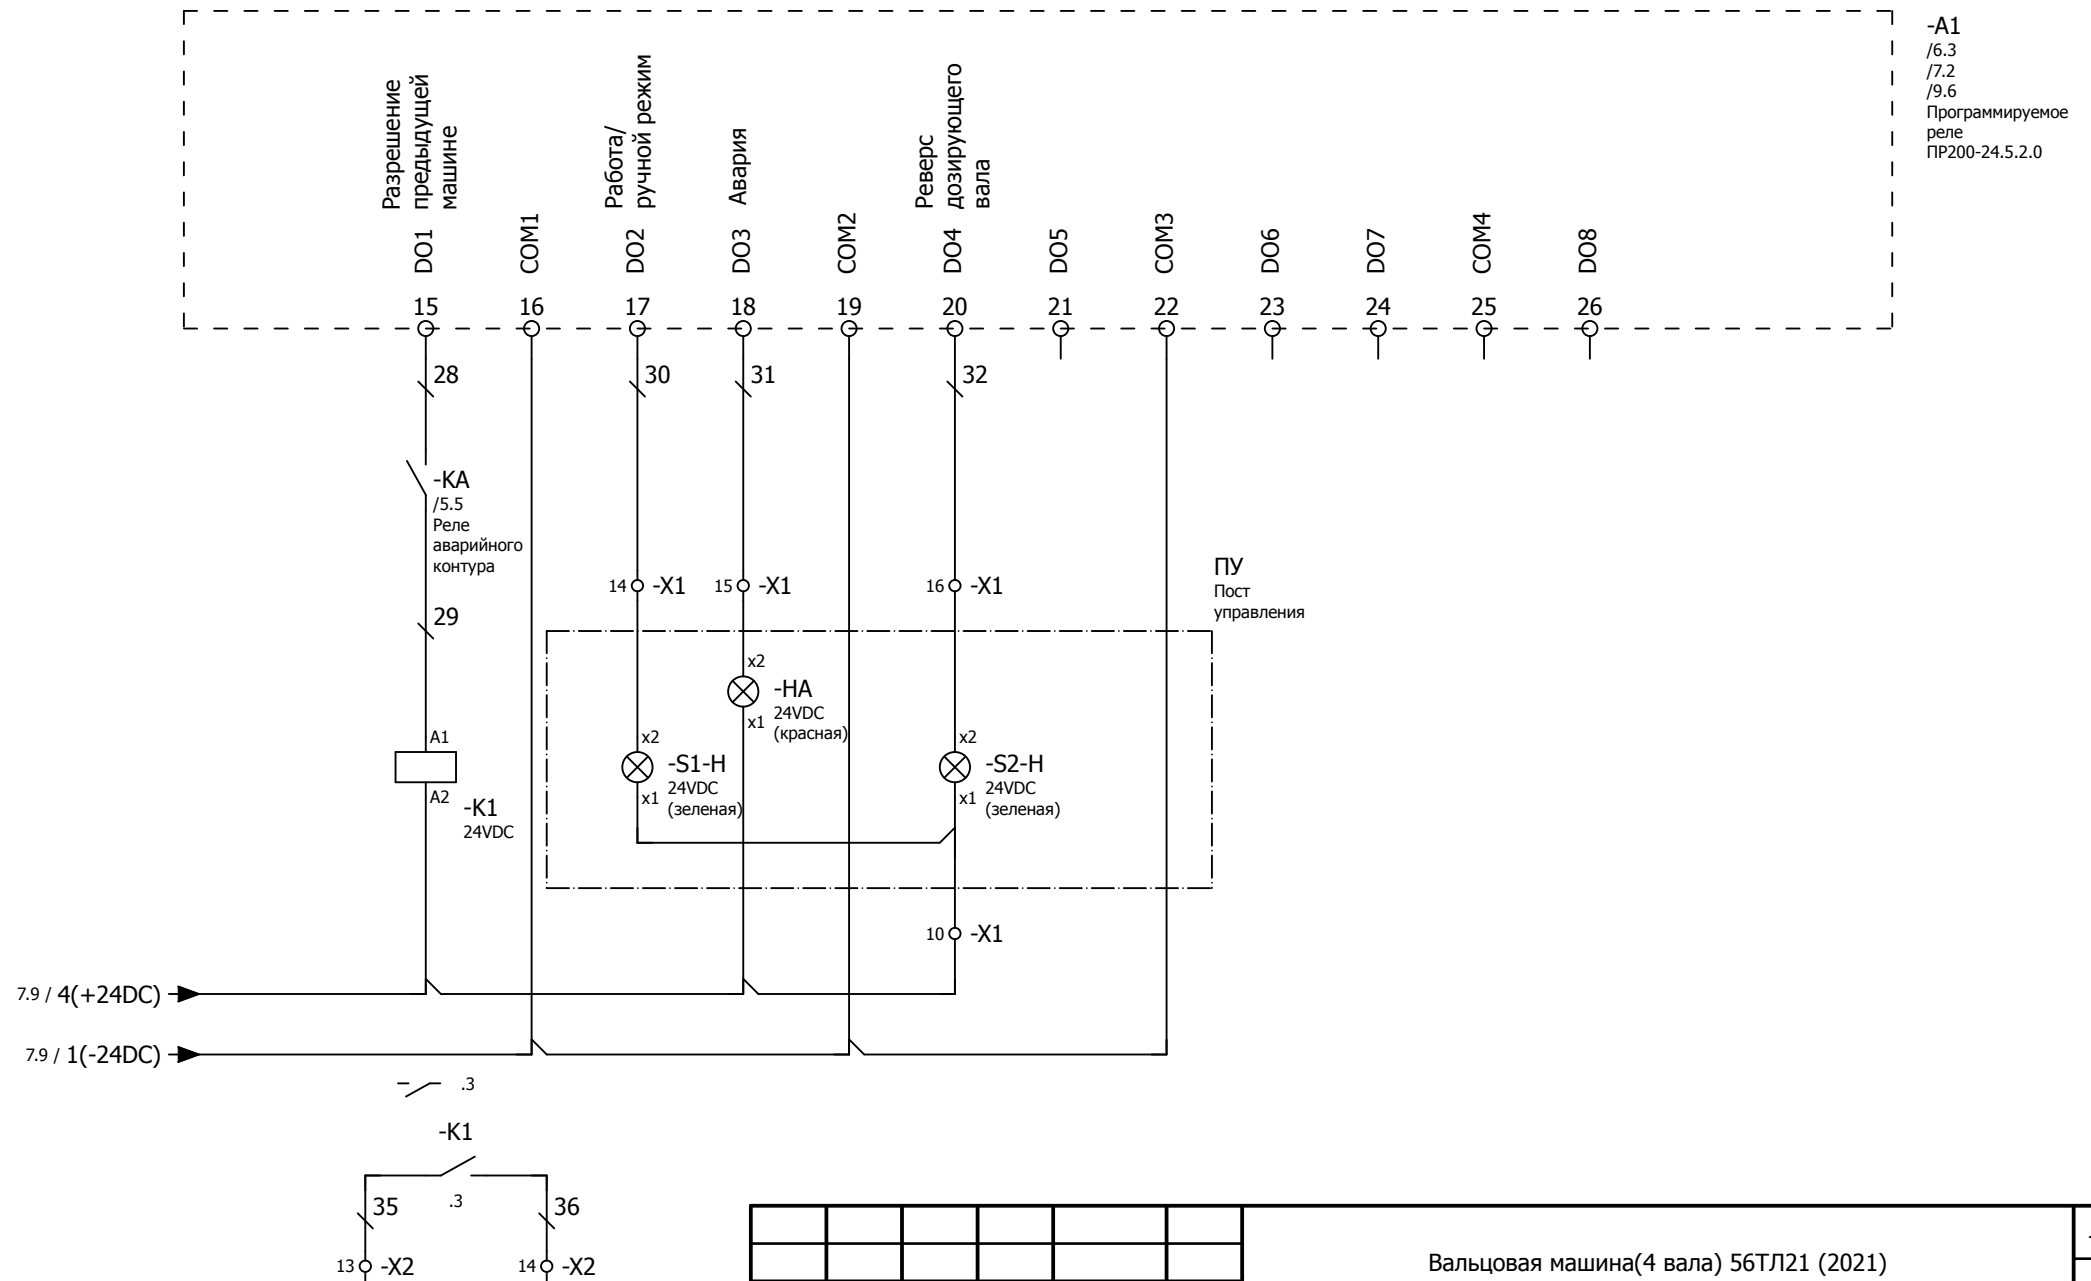 -A1
/6.3
/7.2
/9.6
Программируемое
реле
ПР200-24.5.2.0
Разрешение
предыдущей
машине
Работа/
ручной режим
Авария
Реверс
дозирующего
вала
DO1
COM1
DO2
DO3
COM2
DO4
DO5
COM3
DO6
DO7
COM4
DO8
15
16
17
18
19
20
21
22
23
24
25
26
28
30
31
32
-KA
/5.5
Реле
аварийного
контура
29
14 -X1
15 -X1
16 -X1
ПУ
Пост
управления
x2
-HA
24VDC
(красная)
x1
A1
A2
-K1
24VDC
x2
-S1-H
24VDC
(зеленая)
x1
x2
-S2-H
24VDC
(зеленая)
x1
10 -X1
7.9 / 4(+24DC)
7.9 / 1(-24DC)
.3
-K1
.3
35
36
13 -X2
14 -X2
Вальцовая машина(4 вала) 56ТЛ21 (2021)